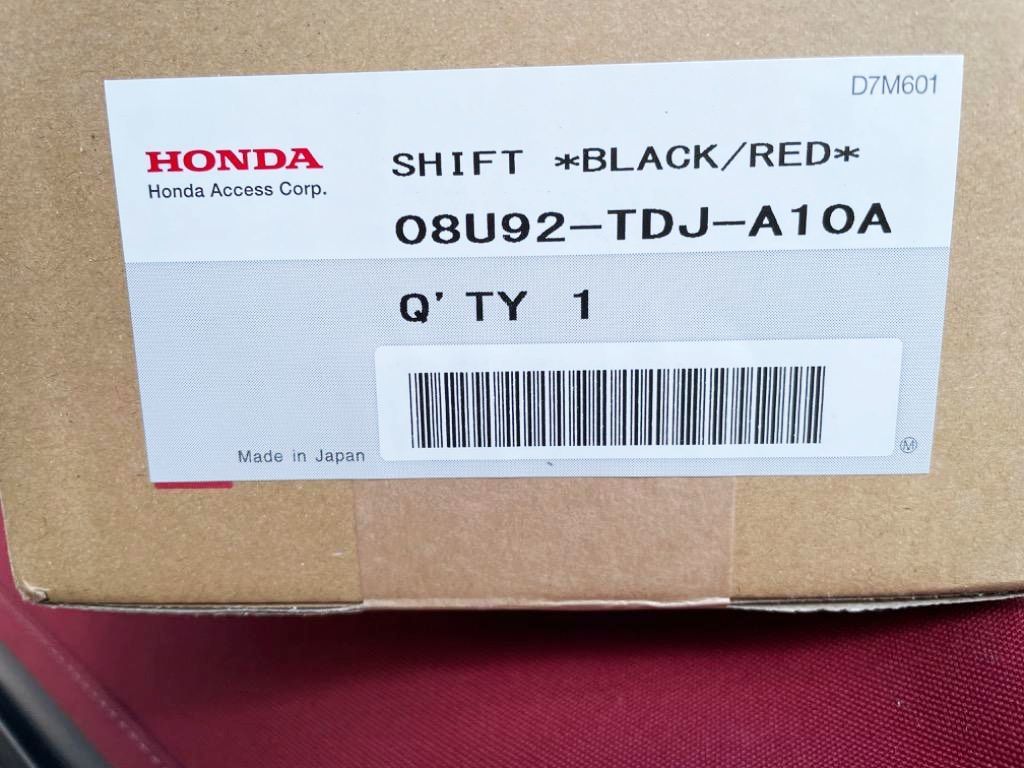 D7M601
HONDA
Honda Access Corp.
SHIFT *BLACK/RED*
08U92-TDJ-A10A
Q'TY 1
Made in Japan
M